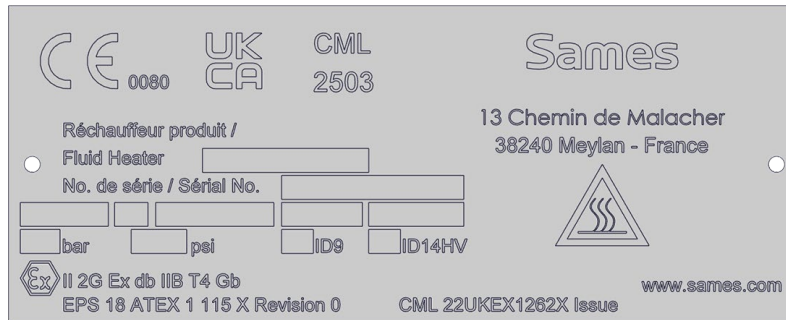 CE 0080 UK CA CML 2503
Sames
13 Chemin de Malacher
38240 Meylan - France
Réchauffeur produit /
Fluid Heater
No. de série / Sérial No.
bar psi ID9 ID14HV
Ex II 2G Ex db IIB T4 Gb
EPS 18 ATEX 1 115 X Revision 0 CML 22UKEX1262X Issue
www.sames.com